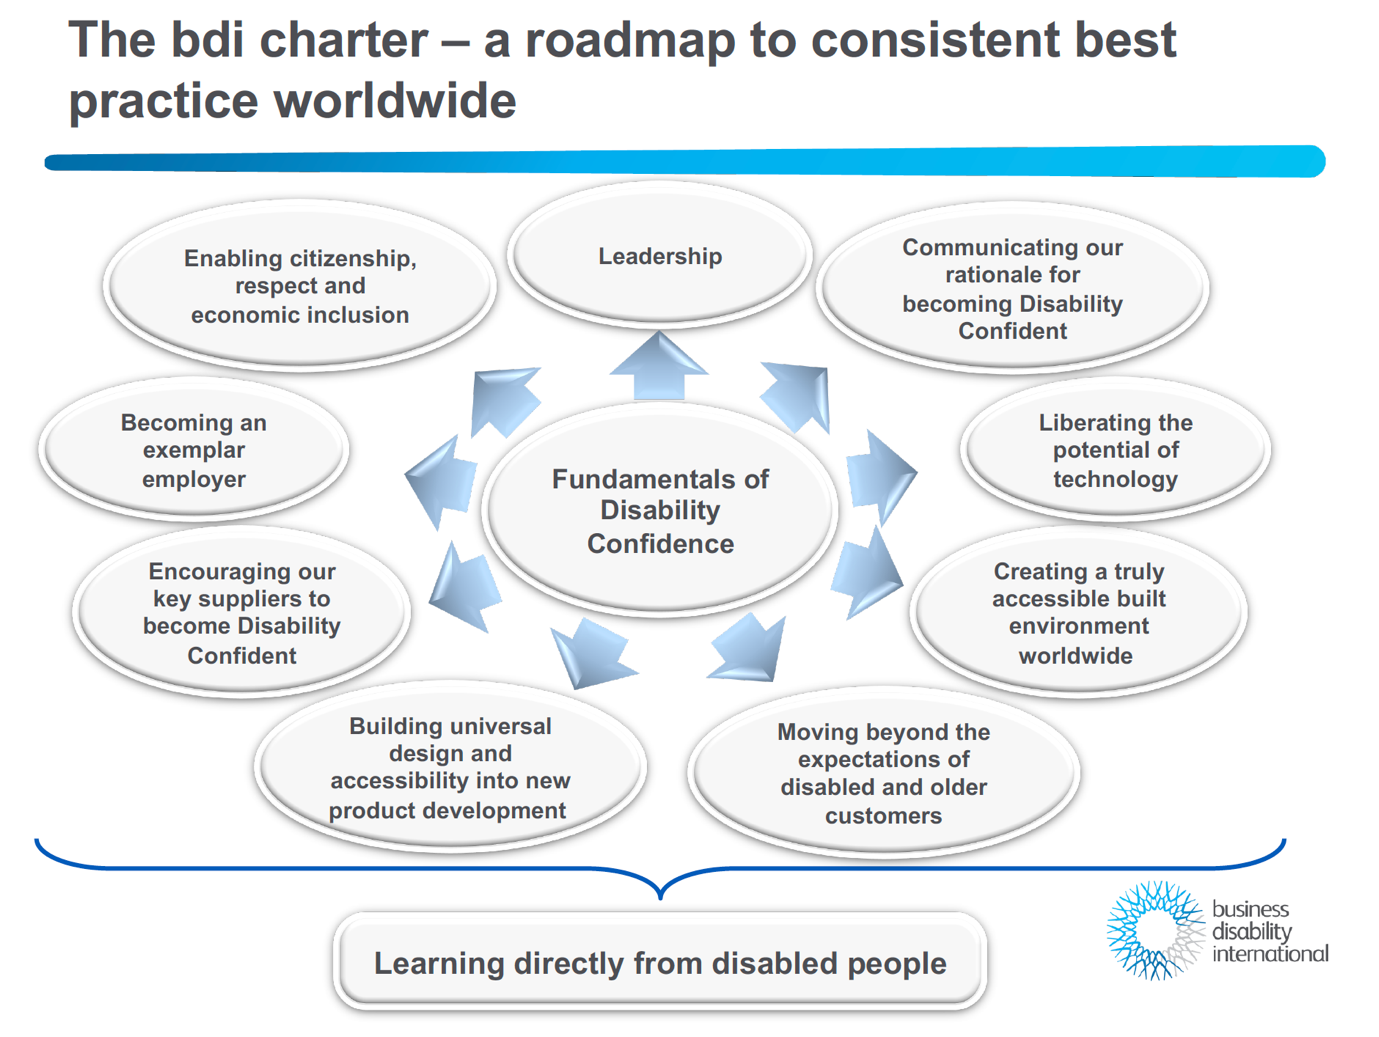 The bdi charter – a roadmap to consistent best
practice worldwide
Leadership
Communicating our
rationale for
becoming Disability
Confident
Liberating the
potential of
technology
Creating a truly
accessible built
environment
worldwide
Moving beyond the
expectations of
disabled and older
customers
Building universal
design and
accessibility into new
product development
Encouraging our
key suppliers to
become Disability
Confident
Becoming an
exemplar
employer
Enabling citizenship,
respect and
economic inclusion
Fundamentals of
Disability
Confidence
Learning directly from disabled people
business
disability
international